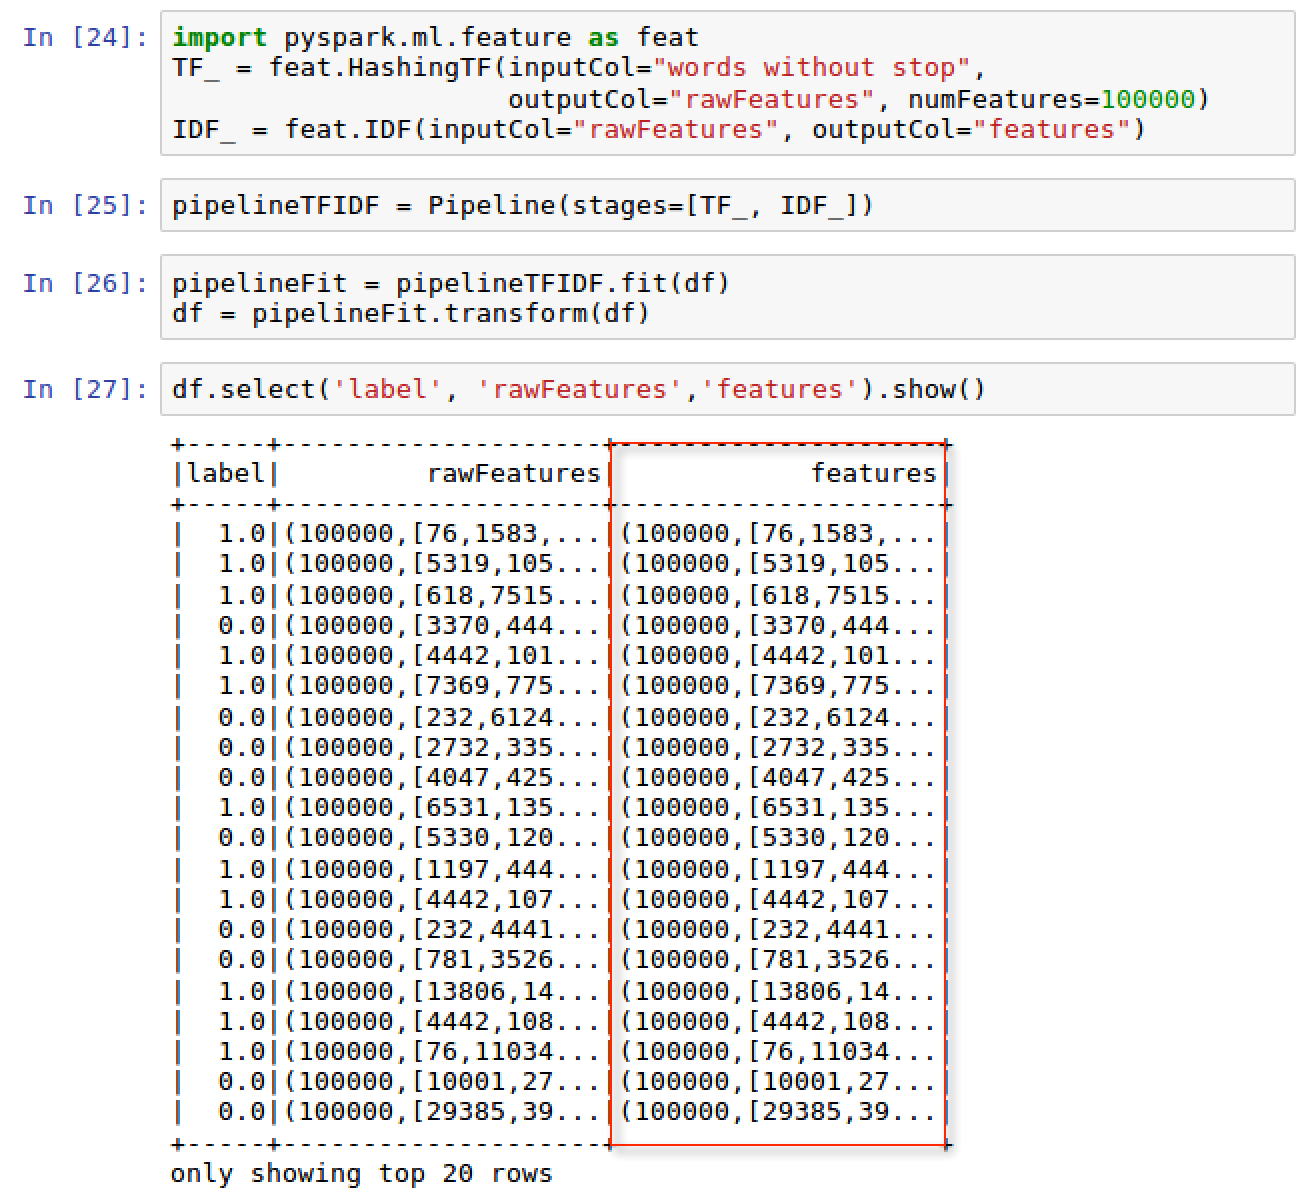 In [24]: import pyspark.ml.feature as feat
TF_ = feat.HashingTF(inputCol="words without stop",
outputCol="rawFeatures", numFeatures=100000)
IDF_ = feat.IDF(inputCol="rawFeatures", outputCol="features")
In [25]: pipelineTFIDF = Pipeline(stages=[TF_, IDF_])
In [26]: pipelineFit = pipelineTFIDF.fit(df)
df = pipelineFit.transform(df)
In [27]: df.select('label', 'rawFeatures','features').show()
+-----+--------------------+--------------------+
|label|         rawFeatures|            features|
+-----+--------------------+--------------------+
|  1.0|(100000,[76,1583,...|(100000,[76,1583,...|
|  1.0|(100000,[5319,105...|(100000,[5319,105...|
|  1.0|(100000,[618,7515...|(100000,[618,7515...|
|  0.0|(100000,[3370,444...|(100000,[3370,444...|
|  1.0|(100000,[4442,101...|(100000,[4442,101...|
|  1.0|(100000,[7369,775...|(100000,[7369,775...|
|  0.0|(100000,[232,6124...|(100000,[232,6124...|
|  0.0|(100000,[2732,335...|(100000,[2732,335...|
|  0.0|(100000,[4047,425...|(100000,[4047,425...|
|  1.0|(100000,[6531,135...|(100000,[6531,135...|
|  0.0|(100000,[5330,120...|(100000,[5330,120...|
|  1.0|(100000,[1197,444...|(100000,[1197,444...|
|  1.0|(100000,[4442,107...|(100000,[4442,107...|
|  0.0|(100000,[232,4441...|(100000,[232,4441...|
|  0.0|(100000,[781,3526...|(100000,[781,3526...|
|  1.0|(100000,[13806,14...|(100000,[13806,14...|
|  1.0|(100000,[4442,108...|(100000,[4442,108...|
|  1.0|(100000,[76,11034...|(100000,[76,11034...|
|  0.0|(100000,[10001,27...|(100000,[10001,27...|
|  0.0|(100000,[29385,39...|(100000,[29385,39...|
+-----+--------------------+--------------------+
only showing top 20 rows